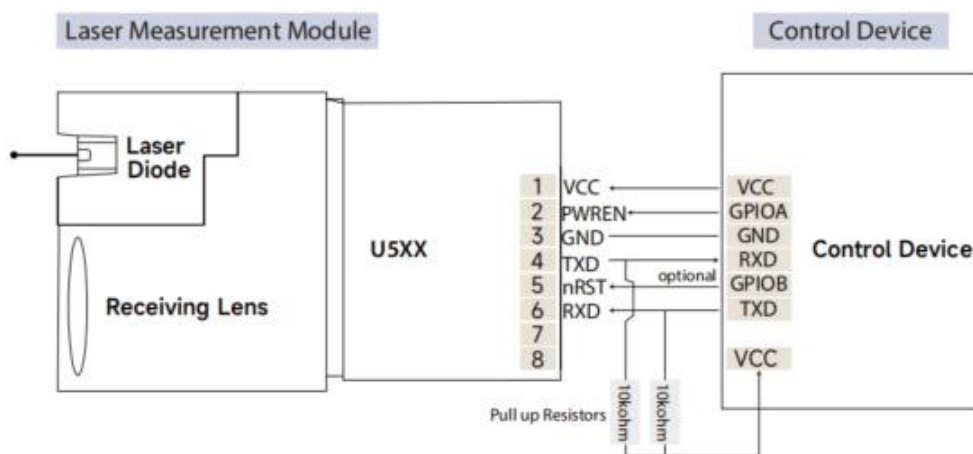 Laser Measurement Module
Control Device
Laser
Diode
Receiving Lens
U5XX
1 VCC
2 PWREN
3 GND
4 TXD
5 nRST
6 RXD
7
8
optional
VCC
GPIOA
GND
RXD
GPIOB
TXD
VCC
Control Device
Pull up Resistors
10kohm
10kohm